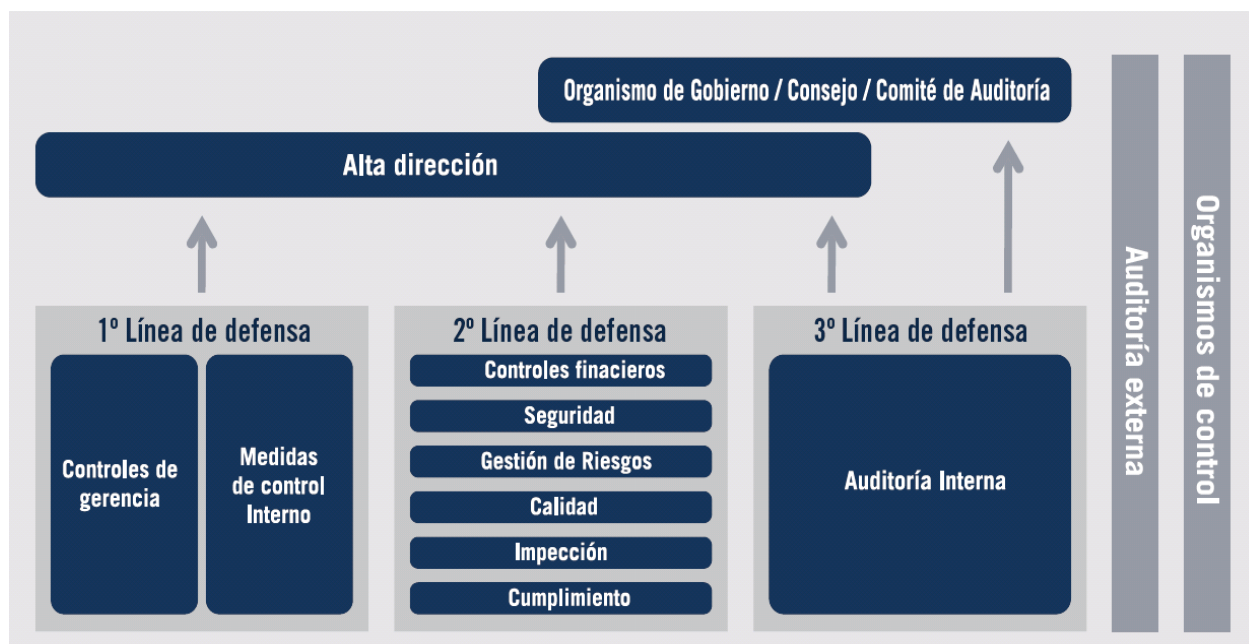 Organismo de Gobierno / Consejo / Comité de Auditoría
Alta dirección
1º Línea de defensa
Controles de
gerencia
Medidas
de control
Interno
2º Línea de defensa
Controles finacieros
Seguridad
Gestión de Riesgos
Calidad
Impección
Cumplimiento
3º Línea de defensa
Auditoría Interna
Auditoría externa
Organismos de control